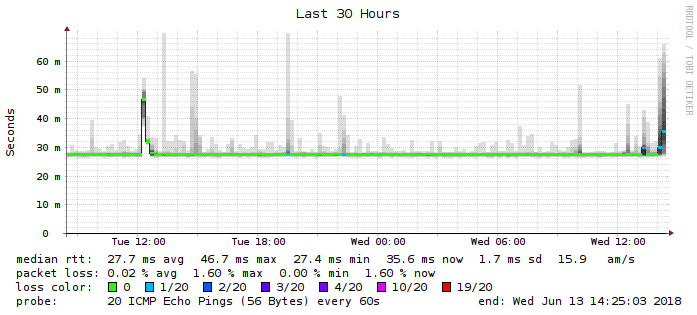 Last 30 Hours
RRDTOOL / TOBI OETIKER
Seconds
60 m
50 m
40 m
30 m
20 m
10 m
0
Tue 12:00 Tue 18:00 Wed 00:00 Wed 06:00 Wed 12:00
median rtt: 27.7 ms avg 46.7 ms max 27.4 ms min 35.6 ms now 1.7 ms sd 15.9 am/s
packet loss: 0.02 % avg 1.60 % max 0.00 % min 1.60 % now
loss color: 0 1/20 2/20 3/20 4/20 10/20 19/20
probe: 20 ICMP Echo Pings (56 Bytes) every 60s end: Wed Jun 13 14:25:03 2018